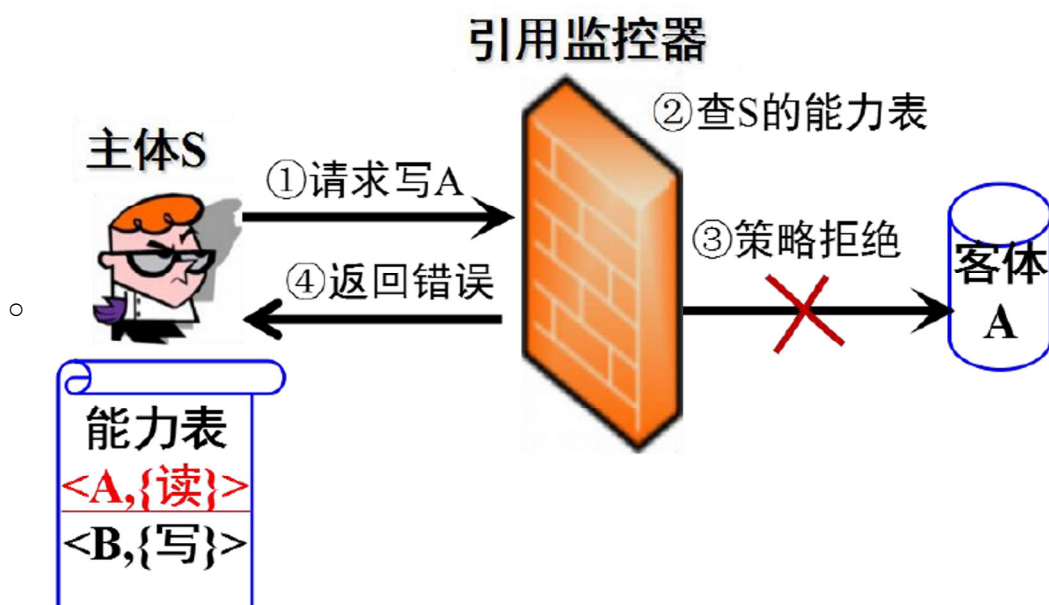 引用监控器
②查S的能力表
主体S
①请求写A
③策略拒绝
客体
A
④返回错误
能力表
<A,{读}>
<B,{写}>